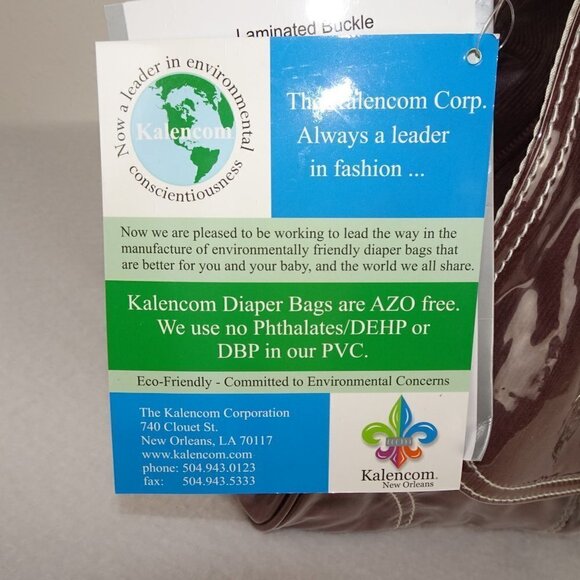 Laminated Buckle
Now a leader in environmental
conscientiousness
Kalencom
The Kalencom Corp.
Always a leader
in fashion ...
Now we are pleased to be working to lead the way in the
manufacture of environmentally friendly diaper bags that
are better for you and your baby, and the world we all share.
Kalencom Diaper Bags are AZO free.
We use no Phthalates/DEHP or
DBP in our PVC.
Eco-Friendly - Committed to Environmental Concerns
The Kalencom Corporation
740 Clouet St.
New Orleans, LA 70117
www.kalencom.com
phone: 504.943.0123
fax: 504.943.5333
Kalencom®
New Orleans